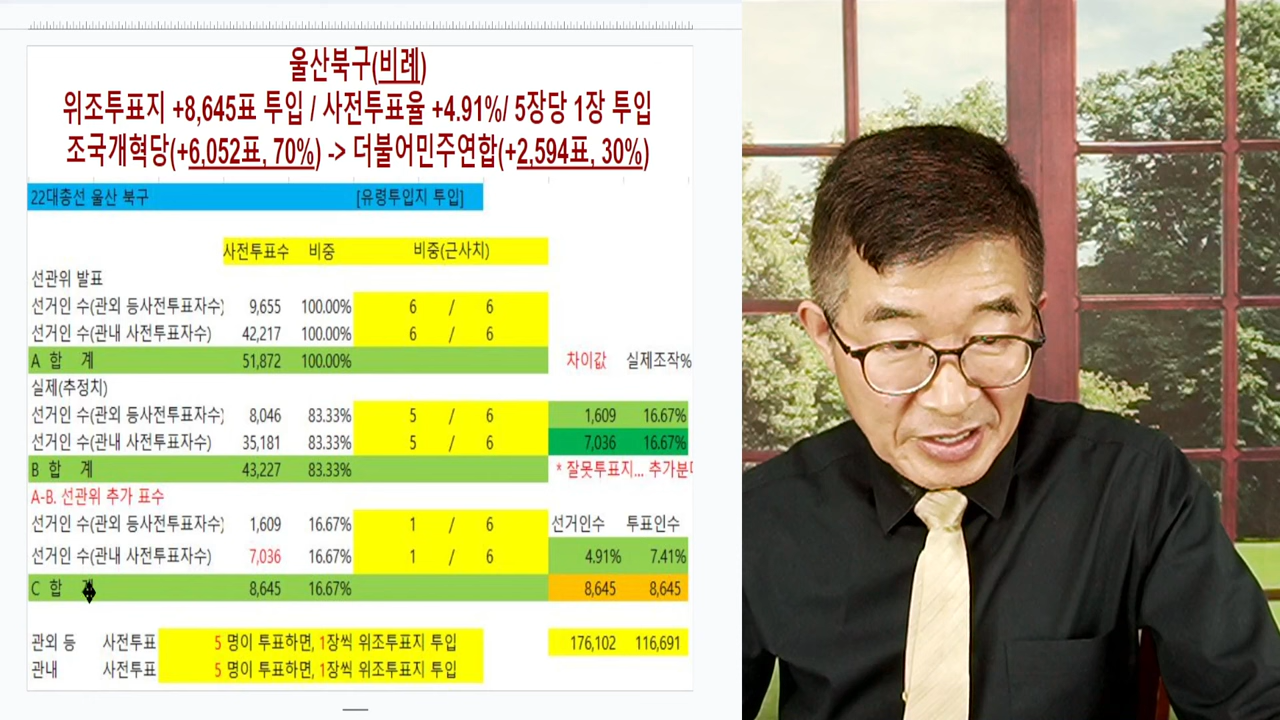 울산북구(비례)
위조투표지 +8,645표 투입 / 사전투표율 +4.91%/ 5장당 1장 투입
조국개혁당(+6,052표, 70%) -> 더불어민주연합(+2,594표, 30%)
22대총선 울산 북구 [유령투입지 투입]
사전투표수 비중 비중(근사치)
선관위 발표
선거인 수(관외 등사전투표자수) 9,655 100.00% 6 / 6
선거인 수(관내 사전투표자수) 42,217 100.00% 6 / 6
A 합 계 51,872 100.00% 차이값 실제조작%
실제(추정치)
선거인 수(관외 등사전투표자수) 8,046 83.33% 5 / 6 1,609 16.67%
선거인 수(관내 사전투표자수) 35,181 83.33% 5 / 6 7,036 16.67%
B 합 계 43,227 83.33% * 잘못투표지... 추가분
A-B. 선관위 추가 표수
선거인 수(관외 등사전투표자수) 1,609 16.67% 1 / 6 선거인수 투표인수
선거인 수(관내 사전투표자수) 7,036 16.67% 1 / 6 4.91% 7.41%
C 합 계 8,645 16.67% 8,645 8,645
관외 등 사전투표 5 명이 투표하면, 1장씩 위조투표지 투입 176,102 116,691
관내 사전투표 5 명이 투표하면, 1장씩 위조투표지 투입